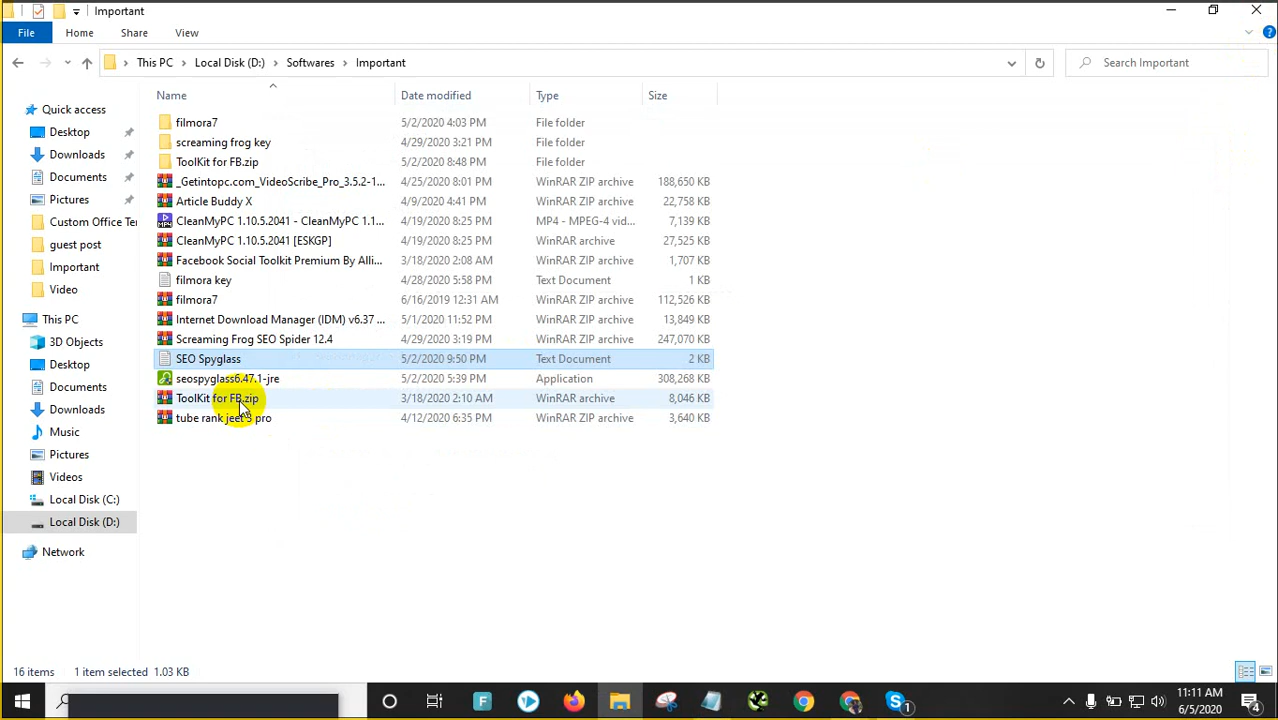 Important
File Home Share View
This PC > Local Disk (D:) > Softwares > Important
Search Important
Name Date modified Type Size
Quick access
Desktop
Downloads
Documents
Pictures
Custom Office Te
guest post
Important
Video
This PC
3D Objects
Desktop
Documents
Downloads
Music
Pictures
Videos
Local Disk (C:)
Local Disk (D:)
Network
filmora7 5/2/2020 4:03 PM File folder
screaming frog key 4/29/2020 3:21 PM File folder
ToolKit for FB.zip 5/2/2020 8:48 PM File folder
_Getintopc.com_VideoScribe_Pro_3.5.2-1... 4/25/2020 8:01 PM WinRAR ZIP archive 188,650 KB
Article Buddy X 4/9/2020 4:41 PM WinRAR ZIP archive 22,758 KB
CleanMyPC 1.10.5.2041 - CleanMyPC 1.1... 4/19/2020 8:25 PM MP4 - MPEG-4 vid... 7,139 KB
CleanMyPC 1.10.5.2041 [ESKGP] 4/19/2020 8:25 PM WinRAR archive 27,525 KB
Facebook Social Toolkit Premium By Alli... 3/18/2020 2:08 AM WinRAR ZIP archive 1,707 KB
filmora key 4/28/2020 5:58 PM Text Document 1 KB
filmora7 6/16/2019 12:31 AM WinRAR ZIP archive 112,526 KB
Internet Download Manager (IDM) v6.37 ... 5/1/2020 11:52 PM WinRAR ZIP archive 13,849 KB
Screaming Frog SEO Spider 12.4 4/29/2020 3:19 PM WinRAR ZIP archive 247,070 KB
SEO Spyglass 5/2/2020 9:50 PM Text Document 2 KB
seospyglass6.47.1-jre 5/2/2020 5:39 PM Application 308,268 KB
ToolKit for FB.zip 3/18/2020 2:10 AM WinRAR archive 8,046 KB
tube rank jeet 3 pro 4/12/2020 6:35 PM WinRAR ZIP archive 3,640 KB
16 items 1 item selected 1.03 KB
11:11 AM
6/5/2020